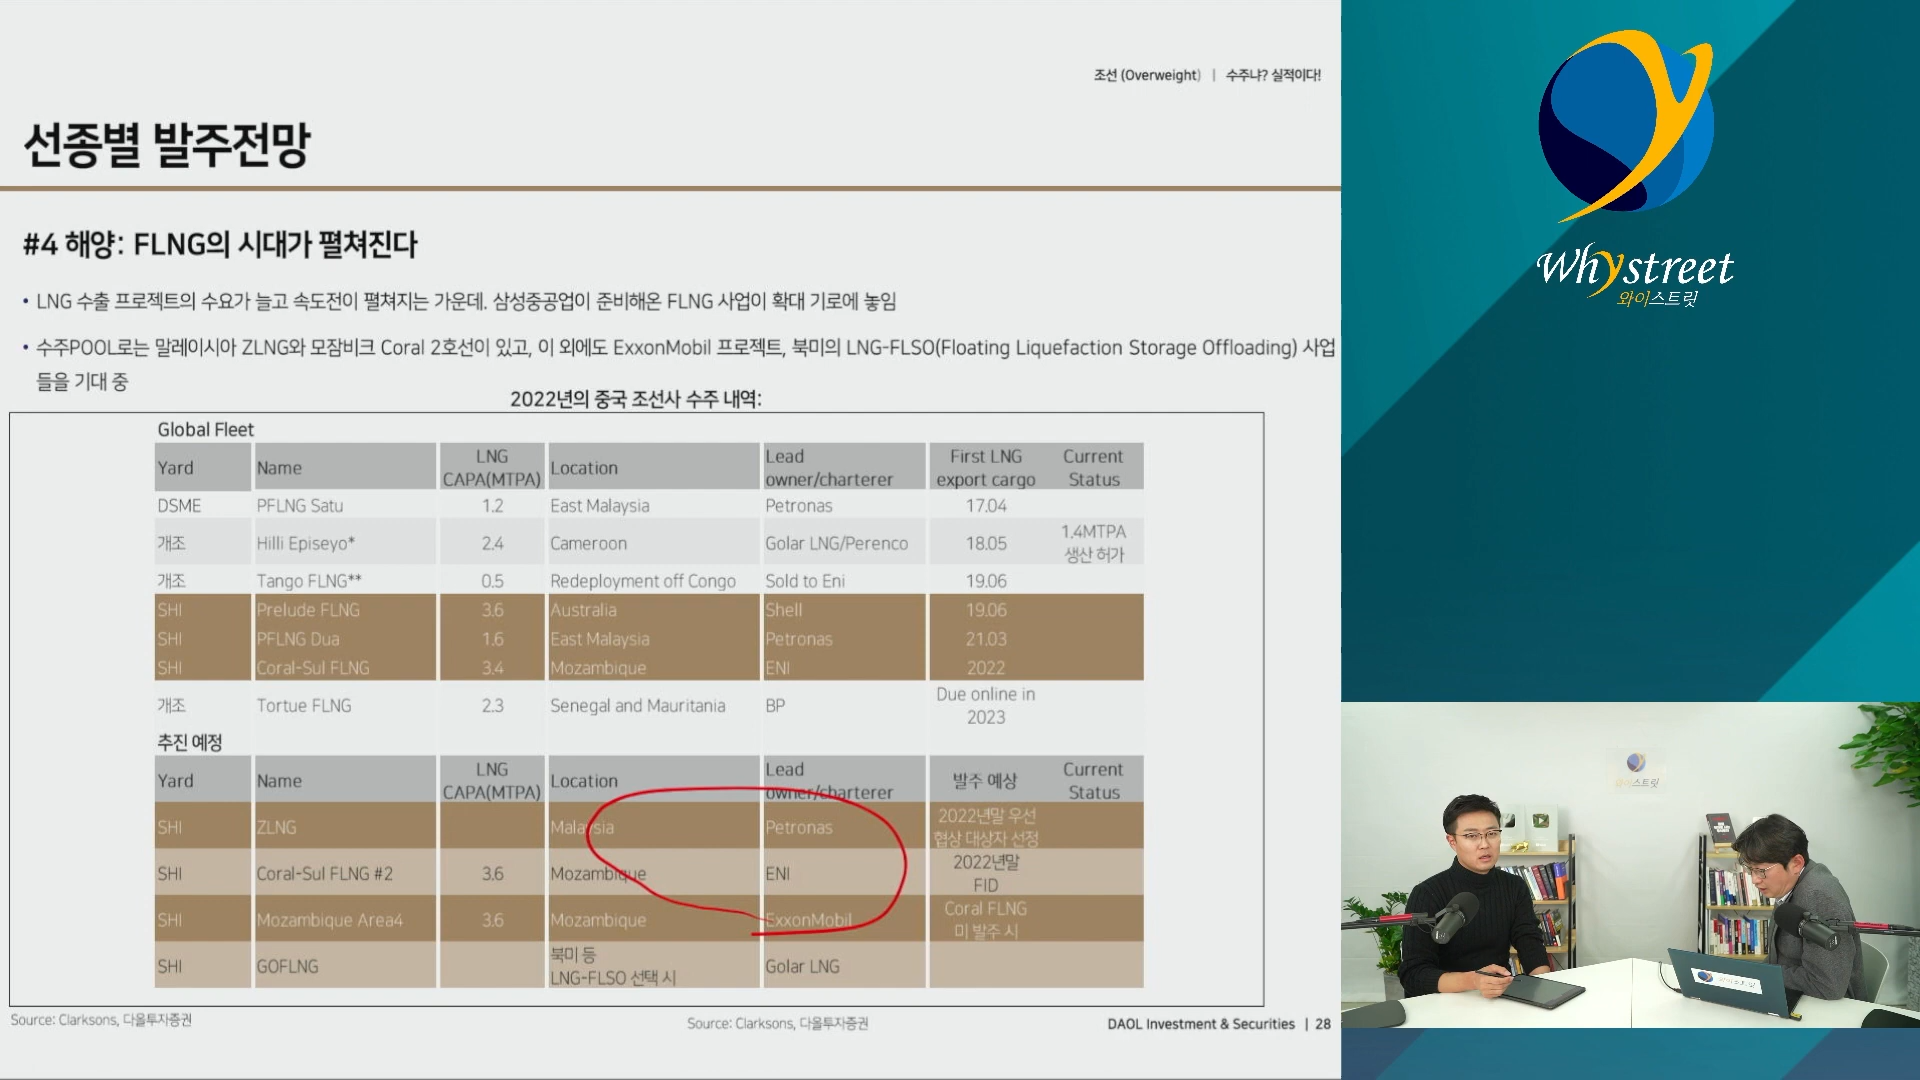 조선 (Overweight) | 수주냐? 실적이다!
선종별 발주전망
#4 해양: FLNG의 시대가 펼쳐진다
• LNG 수출 프로젝트의 수요가 늘고 속도전이 펼쳐지는 가운데. 삼성중공업이 준비해온 FLNG 사업이 확대 기로에 놓임
• 수주POOL로는 말레이시아 ZLNG와 모잠비크 Coral 2호선이 있고, 이 외에도 ExxonMobil 프로젝트, 북미의 LNG-FLSO(Floating Liquefaction Storage Offloading) 사업
들을 기대 중
2022년의 중국 조선사 수주 내역:
Global Fleet
Yard Name LNG CAPA(MTPA) Location Lead owner/charterer First LNG export cargo Current Status
DSME PFLNG Satu 1.2 East Malaysia Petronas 17.04
개조 Hilli Episeyo* 2.4 Cameroon Golar LNG/Perenco 18.05 1.4MTPA 생산 허가
개조 Tango FLNG** 0.5 Redeployment off Congo Sold to Eni 19.06
SHI Prelude FLNG 3.6 Australia Shell 19.06
SHI PFLNG Dua 1.6 East Malaysia Petronas 21.03
SHI Coral-Sul FLNG 3.4 Mozambique ENI 2022
개조 Tortue FLNG 2.3 Senegal and Mauritania BP Due online in 2023
추진 예정
Yard Name LNG CAPA(MTPA) Location Lead owner/charterer 발주 예상 Current Status
SHI ZLNG Malaysia Petronas 2022년말 우선 협상 대상자 선정
SHI Coral-Sul FLNG #2 3.6 Mozambique ENI 2022년말 FID
SHI Mozambique Area4 3.6 Mozambique ExxonMobil Coral FLNG 미 발주 시
SHI GOFLNG 북미 등 LNG-FLSO 선택 시 Golar LNG
Source: Clarksons, 다올투자증권
Source: Clarksons, 다올투자증권
DAOL Investment & Securities | 28
Whystreet
와이스트릿
와이스트릿